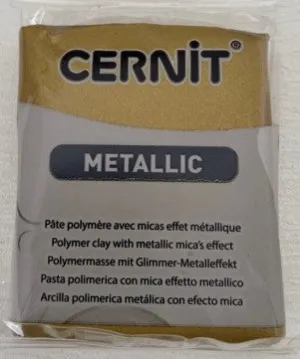 CERNiT®
METALLIC
Pâte polymère avec micas effet métallique
Polymer clay with metallic mica's effect
Polymermasse mit Glimmer-Metalleffekt
Pasta polimerica con mica effetto metallico
Arcilla polimerica metálica con efecto mica